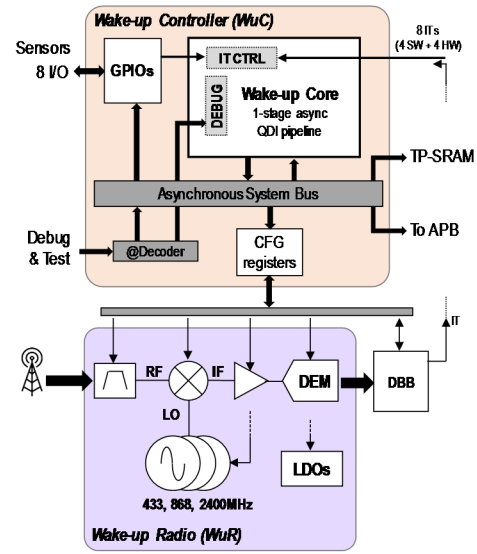 Wake-up Controller (WuC)
Sensors
8 I/O
GPIOs
IT CTRL
8 ITs
(4 SW + 4 HW)
DEBUG
Wake-up Core
1-stage async
QDI pipeline
TP-SRAM
Asynchronous System Bus
To APB
Debug
& Test
@Decoder
CFG
registers
IT
RF
IF
DEM
DBB
LO
LDOs
433, 868, 2400MHz
Wake-up Radio (WuR)